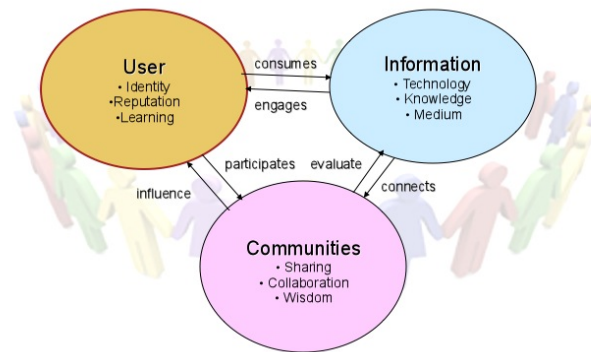 User
• Identity
•Reputation
•Learning
consumes
engages
Information
• Technology
• Knowledge
• Medium
participates
influence
evaluate
connects
Communities
• Sharing
• Collaboration
• Wisdom